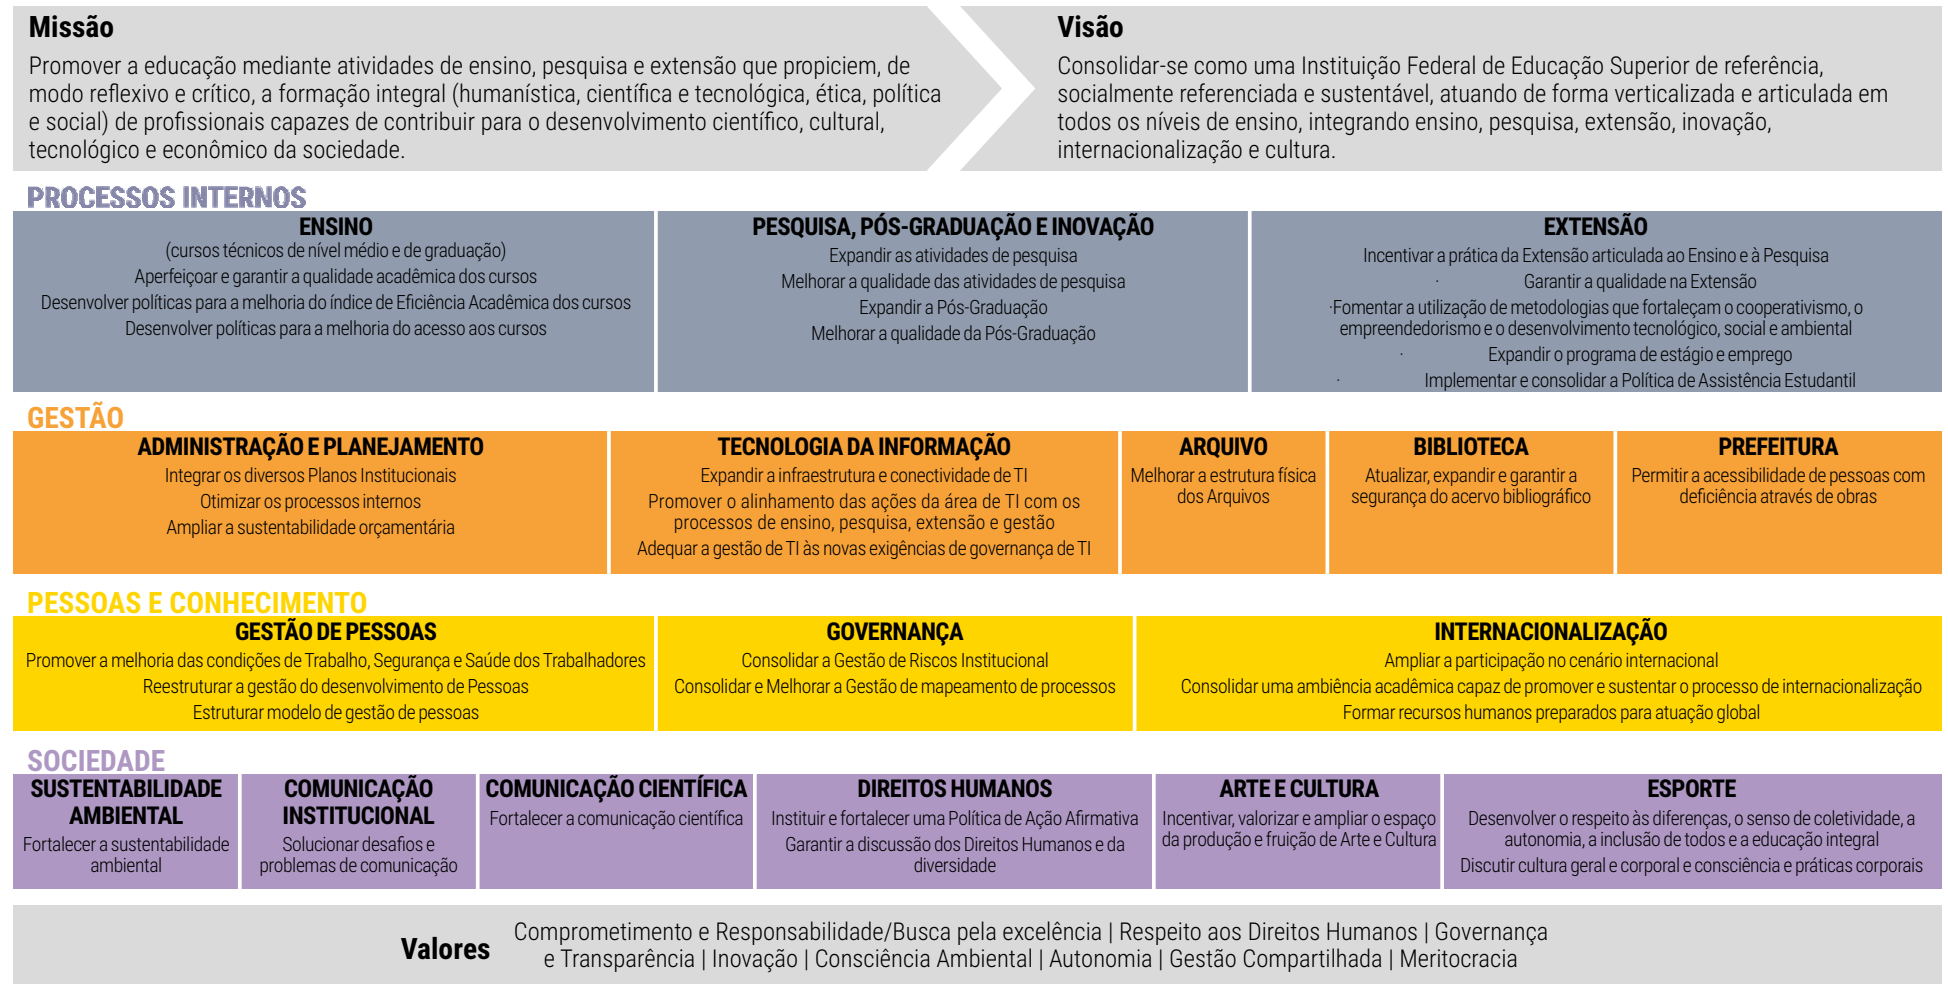 Missão
Promover a educação mediante atividades de ensino, pesquisa e extensão que propiciem, de
modo reflexivo e crítico, a formação integral (humanística, científica e tecnológica, ética, política
e social) de profissionais capazes de contribuir para o desenvolvimento científico, cultural,
tecnológico e econômico da sociedade.
Visão
Consolidar-se como uma Instituição Federal de Educação Superior de referência,
socialmente referenciada e sustentável, atuando de forma verticalizada e articulada em
todos os níveis de ensino, integrando ensino, pesquisa, extensão, inovação,
internacionalização e cultura.
PROCESSOS INTERNOS
ENSINO
(cursos técnicos de nível médio e de graduação)
Aperfeiçoar e garantir a qualidade acadêmica dos cursos
Desenvolver políticas para a melhoria do índice de Eficiência Acadêmica dos cursos
Desenvolver políticas para a melhoria do acesso aos cursos
PESQUISA, PÓS-GRADUAÇÃO E INOVAÇÃO
Expandir as atividades de pesquisa
Melhorar a qualidade das atividades de pesquisa
Expandir a Pós-Graduação
Melhorar a qualidade da Pós-Graduação
EXTENSÃO
Incentivar a prática da Extensão articulada ao Ensino e à Pesquisa
· Garantir a qualidade na Extensão
·Fomentar a utilização de metodologias que fortaleçam o cooperativismo, o
empreendedorismo e o desenvolvimento tecnológico, social e ambiental
· Expandir o programa de estágio e emprego
· Implementar e consolidar a Política de Assistência Estudantil
GESTÃO
ADMINISTRAÇÃO E PLANEJAMENTO
Integrar os diversos Planos Institucionais
Otimizar os processos internos
Ampliar a sustentabilidade orçamentária
TECNOLOGIA DA INFORMAÇÃO
Expandir a infraestrutura e conectividade de TI
Promover o alinhamento das ações da área de TI com os
processos de ensino, pesquisa, extensão e gestão
Adequar a gestão de TI às novas exigências de governança de TI
ARQUIVO
Melhorar a estrutura física
dos Arquivos
BIBLIOTECA
Atualizar, expandir e garantir a
segurança do acervo bibliográfico
PREFEITURA
Permitir a acessibilidade de pessoas com
deficiência através de obras
PESSOAS E CONHECIMENTO
GESTÃO DE PESSOAS
Promover a melhoria das condições de Trabalho, Segurança e Saúde dos Trabalhadores
Reestruturar a gestão do desenvolvimento de Pessoas
Estruturar modelo de gestão de pessoas
GOVERNANÇA
Consolidar a Gestão de Riscos Institucional
Consolidar e Melhorar a Gestão de mapeamento de processos
INTERNACIONALIZAÇÃO
Ampliar a participação no cenário internacional
Consolidar uma ambiência acadêmica capaz de promover e sustentar o processo de internacionalização
Formar recursos humanos preparados para atuação global
SOCIEDADE
SUSTENTABILIDADE
AMBIENTAL
Fortalecer a sustentabilidade
ambiental
COMUNICAÇÃO
INSTITUCIONAL
Solucionar desafios e
problemas de comunicação
COMUNICAÇÃO CIENTÍFICA
Fortalecer a comunicação científica
DIREITOS HUMANOS
Instituir e fortalecer uma Política de Ação Afirmativa
Garantir a discussão dos Direitos Humanos e da
diversidade
ARTE E CULTURA
Incentivar, valorizar e ampliar o espaço
da produção e fruição de Arte e Cultura
ESPORTE
Desenvolver o respeito às diferenças, o senso de coletividade, a
autonomia, a inclusão de todos e a educação integral
Discutir cultura geral e corporal e consciência e práticas corporais
Valores
Comprometimento e Responsabilidade/Busca pela excelência | Respeito aos Direitos Humanos | Governança
e Transparência | Inovação | Consciência Ambiental | Autonomia | Gestão Compartilhada | Meritocracia